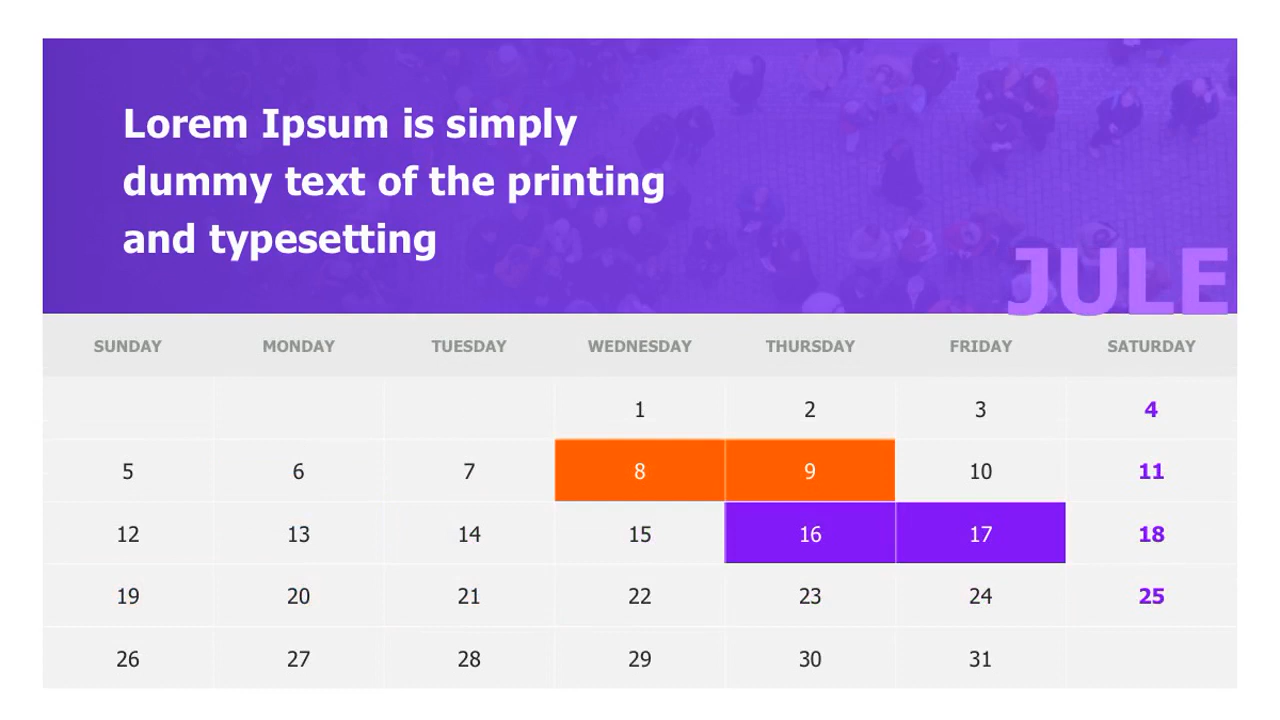 Lorem Ipsum is simply
dummy text of the printing
and typesetting
JULE
SUNDAY MONDAY TUESDAY WEDNESDAY THURSDAY FRIDAY SATURDAY
1 2 3 4
5 6 7 8 9 10 11
12 13 14 15 16 17 18
19 20 21 22 23 24 25
26 27 28 29 30 31